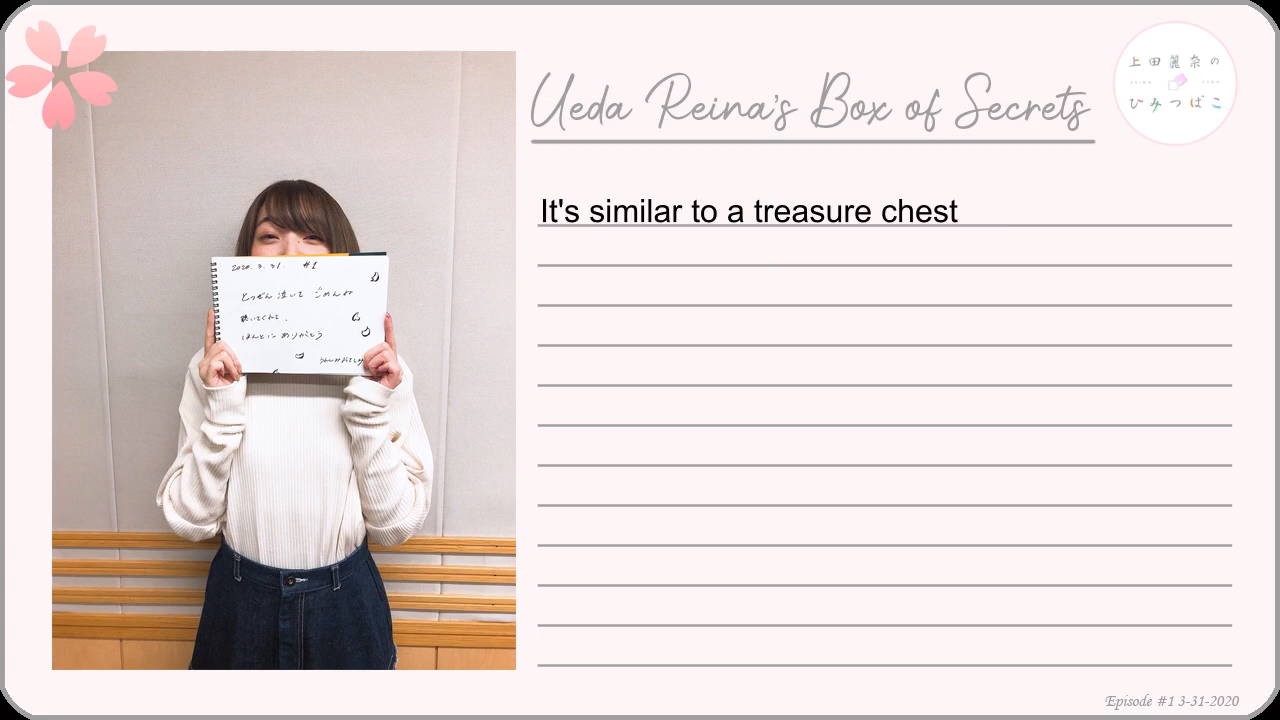 Ueda Reina's Box of Secrets
上田麗奈の
ひみつばこ
It's similar to a treasure chest
2020. 3. 31. #1
とつぜん泣いて ごめんね
聴いてくれて、
ほんとにありがとう
Episode #1 3-31-2020